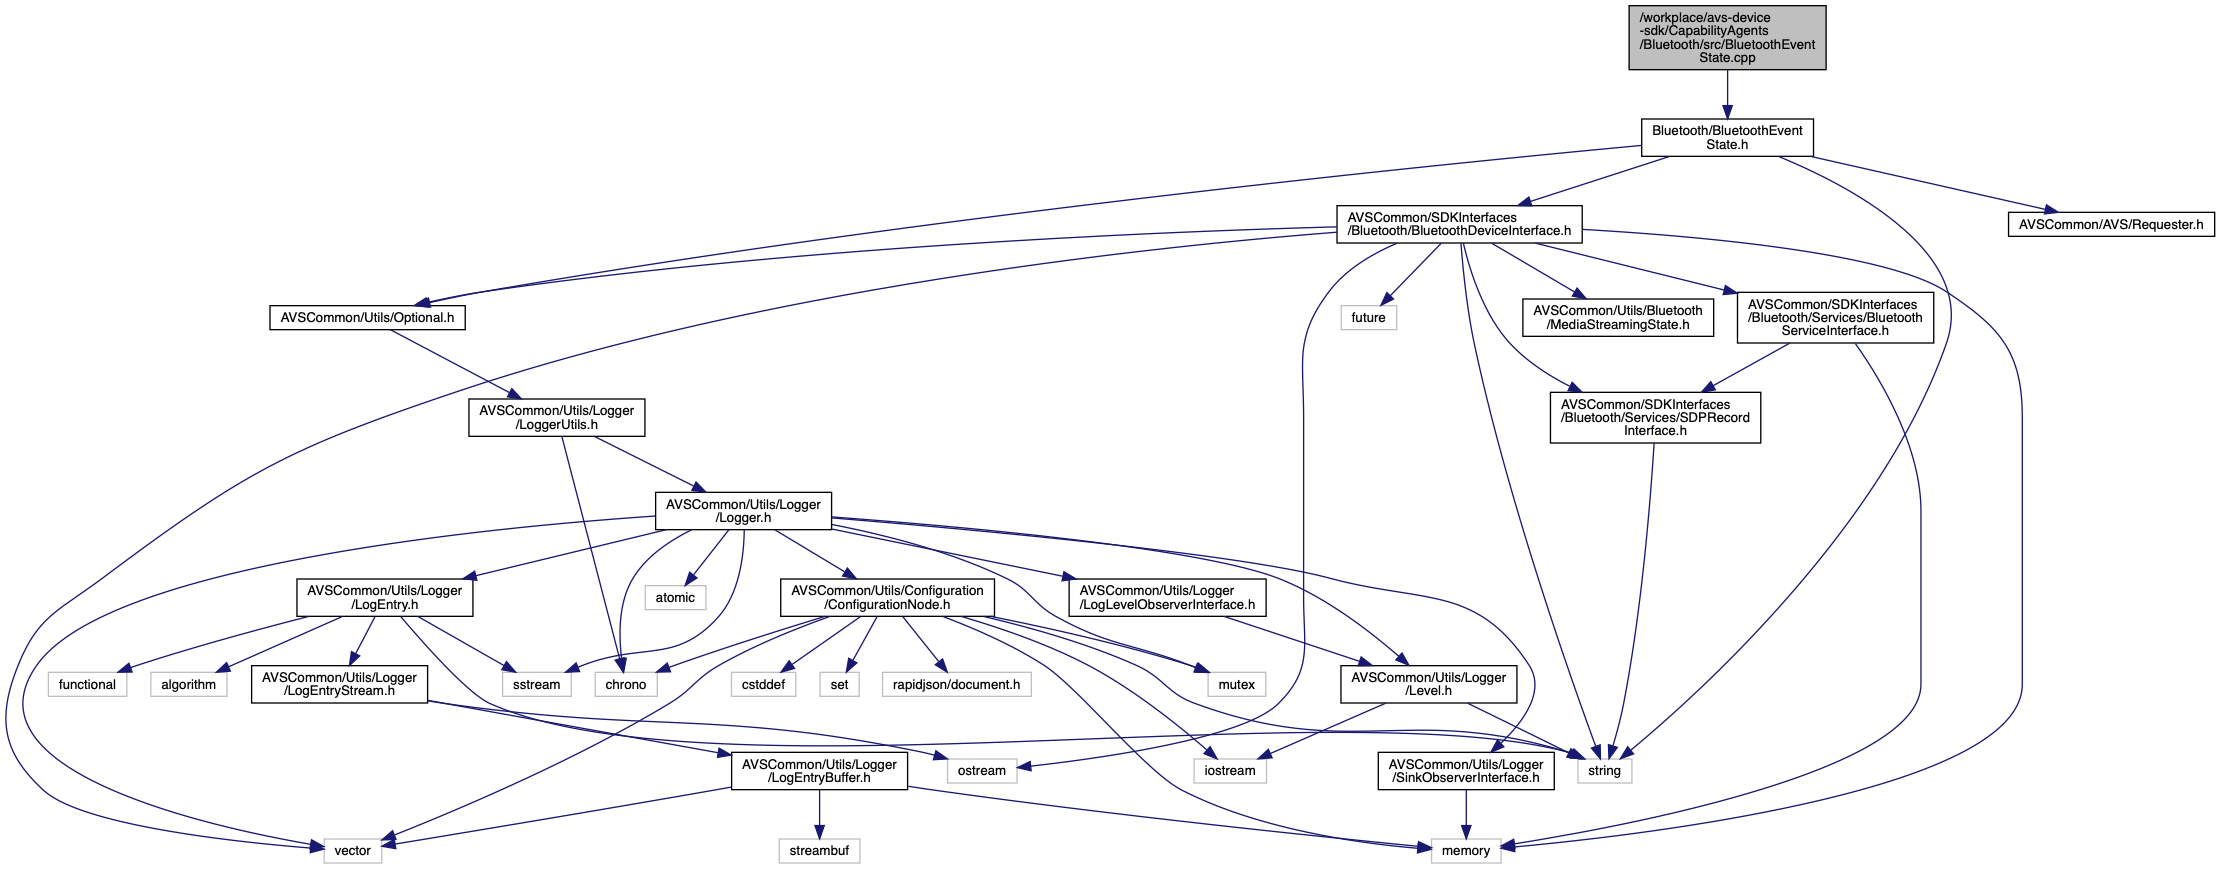 /workplace/avs-device
-sdk/CapabilityAgents
/Bluetooth/src/BluetoothEvent
State.cpp
Bluetooth/BluetoothEvent
State.h
AVSCommon/SDKInterfaces
/Bluetooth/BluetoothDeviceInterface.h
AVSCommon/AVS/Requester.h
AVSCommon/Utils/Optional.h
future
AVSCommon/Utils/Bluetooth
/MediaStreamingState.h
AVSCommon/SDKInterfaces
/Bluetooth/Services/Bluetooth
ServiceInterface.h
AVSCommon/Utils/Logger
/LoggerUtils.h
AVSCommon/SDKInterfaces
/Bluetooth/Services/SDPRecord
Interface.h
AVSCommon/Utils/Logger
/Logger.h
AVSCommon/Utils/Logger
/LogEntry.h
atomic
AVSCommon/Utils/Configuration
/ConfigurationNode.h
AVSCommon/Utils/Logger
/LogLevelObserverInterface.h
functional
algorithm
AVSCommon/Utils/Logger
/LogEntryStream.h
sstream
chrono
cstddef
set
rapidjson/document.h
mutex
AVSCommon/Utils/Logger
/Level.h
AVSCommon/Utils/Logger
/LogEntryBuffer.h
ostream
iostream
AVSCommon/Utils/Logger
/SinkObserverInterface.h
string
vector
streambuf
memory